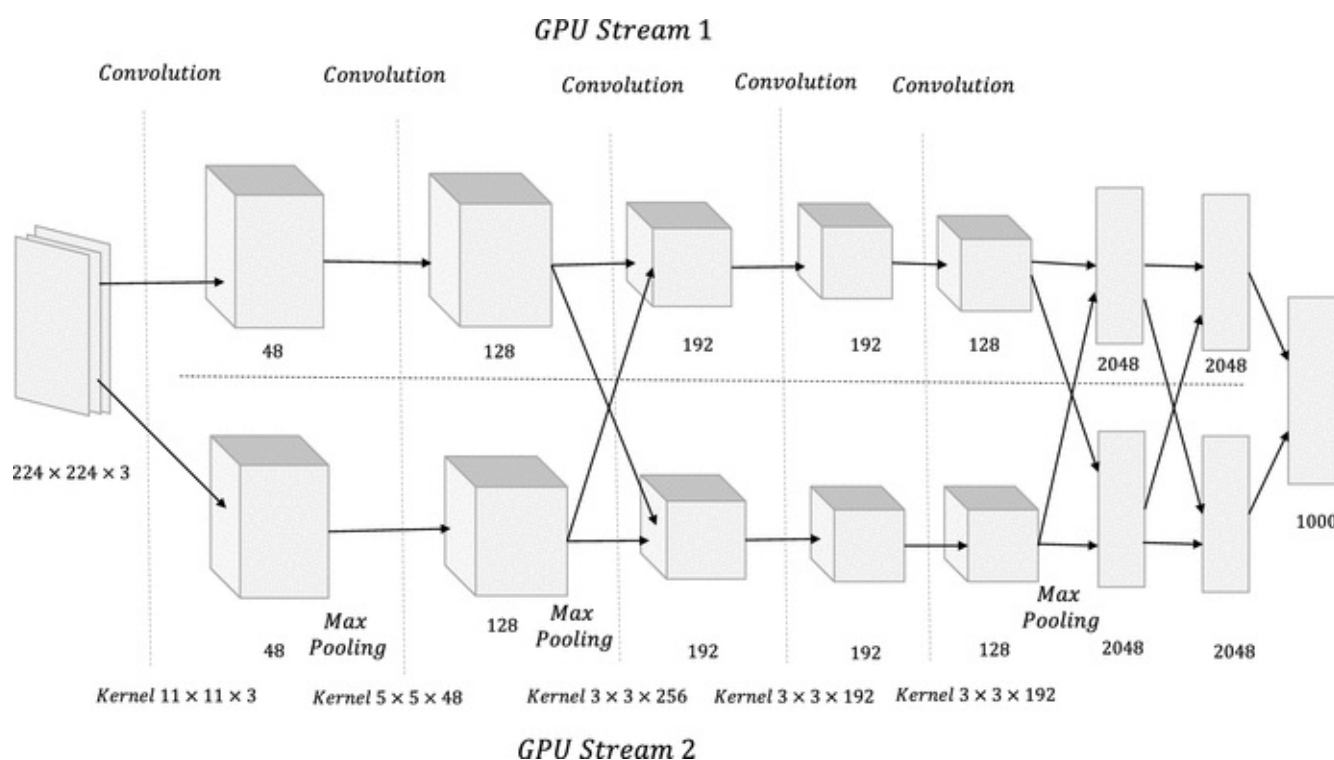 GPU Stream 1
Convolution
Convolution
Convolution
Convolution
Convolution
48
128
192
192
128
2048
2048
224 × 224 × 3
1000
48
Max
Pooling
128
Max
Pooling
192
192
128
Max
Pooling
2048
2048
Kernel 11 × 11 × 3
Kernel 5 × 5 × 48
Kernel 3 × 3 × 256
Kernel 3 × 3 × 192
Kernel 3 × 3 × 192
GPU Stream 2